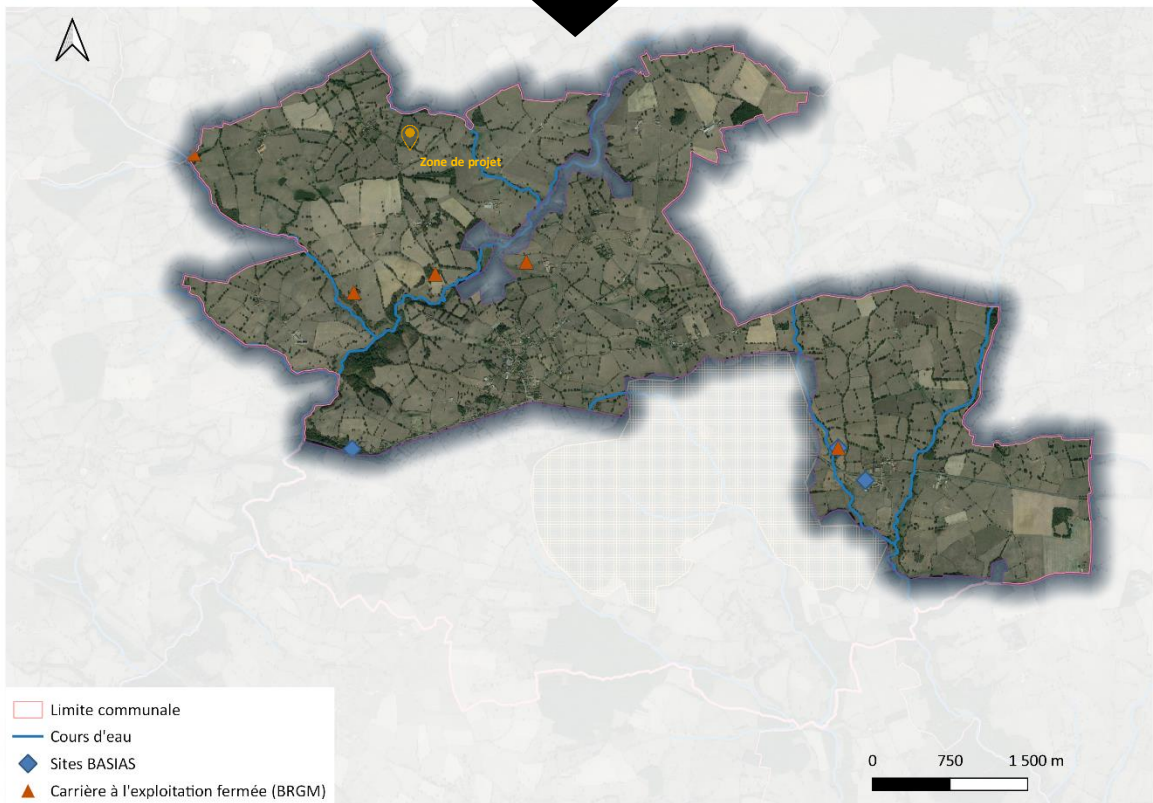 Zone de projet
Limite communale
Cours d'eau
Sites BASIAS
Carrière à l'exploitation fermée (BRGM)
0 750 1 500 m